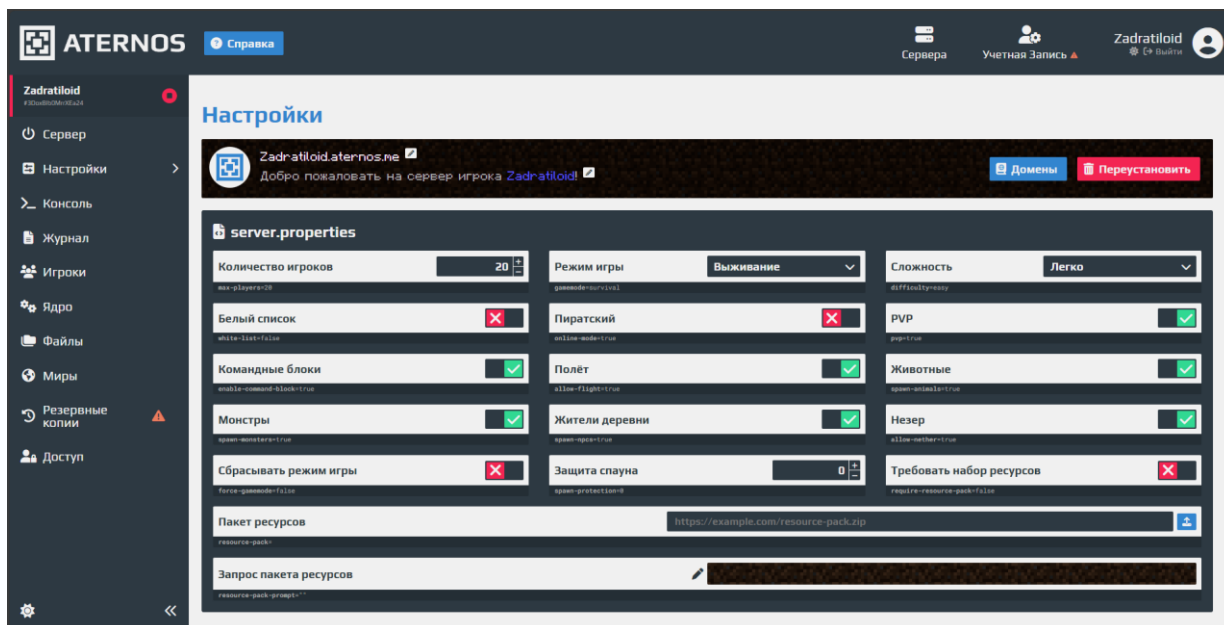 ATERNOS
Справка
Сервера
Учетная Запись
Zadratiloid
Выйти
Zadratiloid
Сервер
Настройки
Консоль
Журнал
Игроки
Ядро
Файлы
Миры
Резервные
копии
Доступ
Настройки
Zadratiloid.aternos.me
Добро пожаловать на сервер игрока Zadratiloid!
Домены
Переустановить
server.properties
Количество игроков 20
max-players=20
Режим игры Выживание
gamemode=survival
Сложность Легко
difficulty=easy
Белый список
white-list=false
Пиратский
online-mode=true
PVP
pvp=true
Командные блоки
enable-command-block=true
Полёт
allow-flight=true
Животные
spawn-animals=true
Монстры
spawn-monsters=true
Жители деревни
spawn-npcs=true
Незер
allow-nether=true
Сбрасывать режим игры
force-gamemode=false
Защита спауна 0
spawn-protection=0
Требовать набор ресурсов
require-resource-pack=false
Пакет ресурсов https://example.com/resource-pack.zip
resource-pack=
Запрос пакета ресурсов
resource-pack-prompt=""